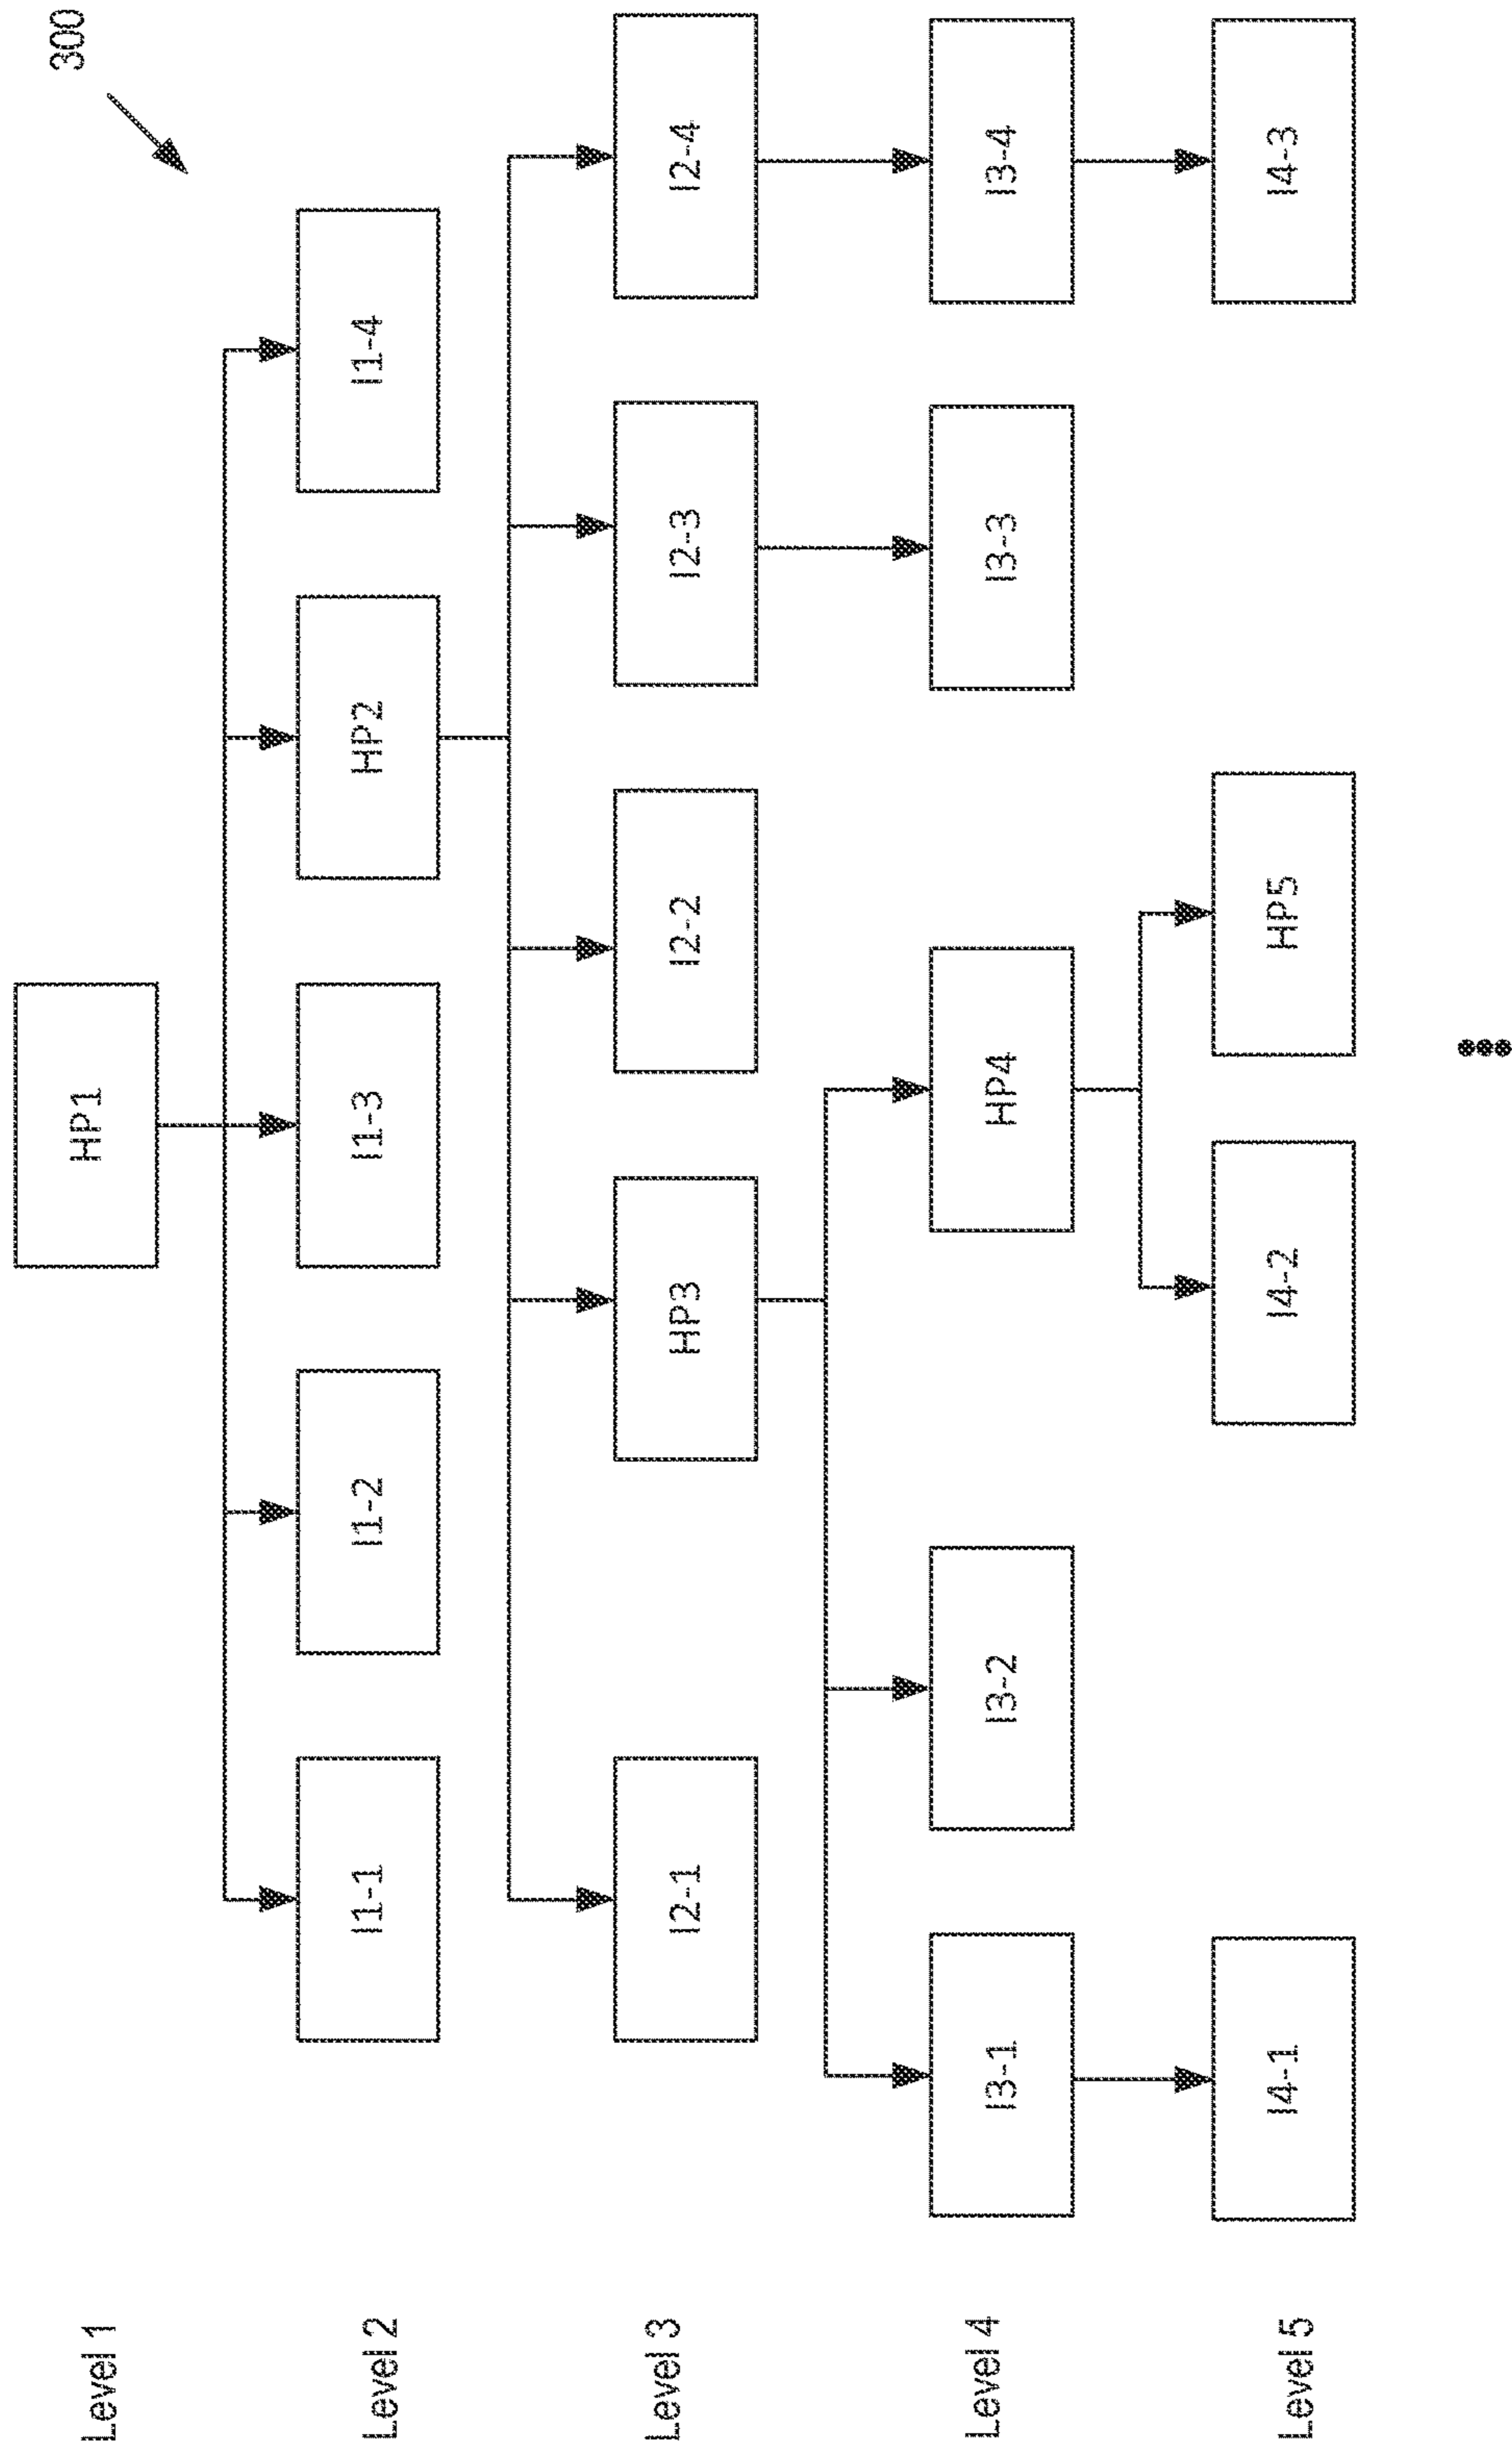 300
Level 1
HP1
Level 2
I1-1
I1-2
I1-3
HP2
I1-4
Level 3
I2-1
HP3
I2-2
I2-3
I2-4
Level 4
I3-1
I3-2
HP4
I3-3
I3-4
Level 5
I4-1
I4-2
HP5
I4-3